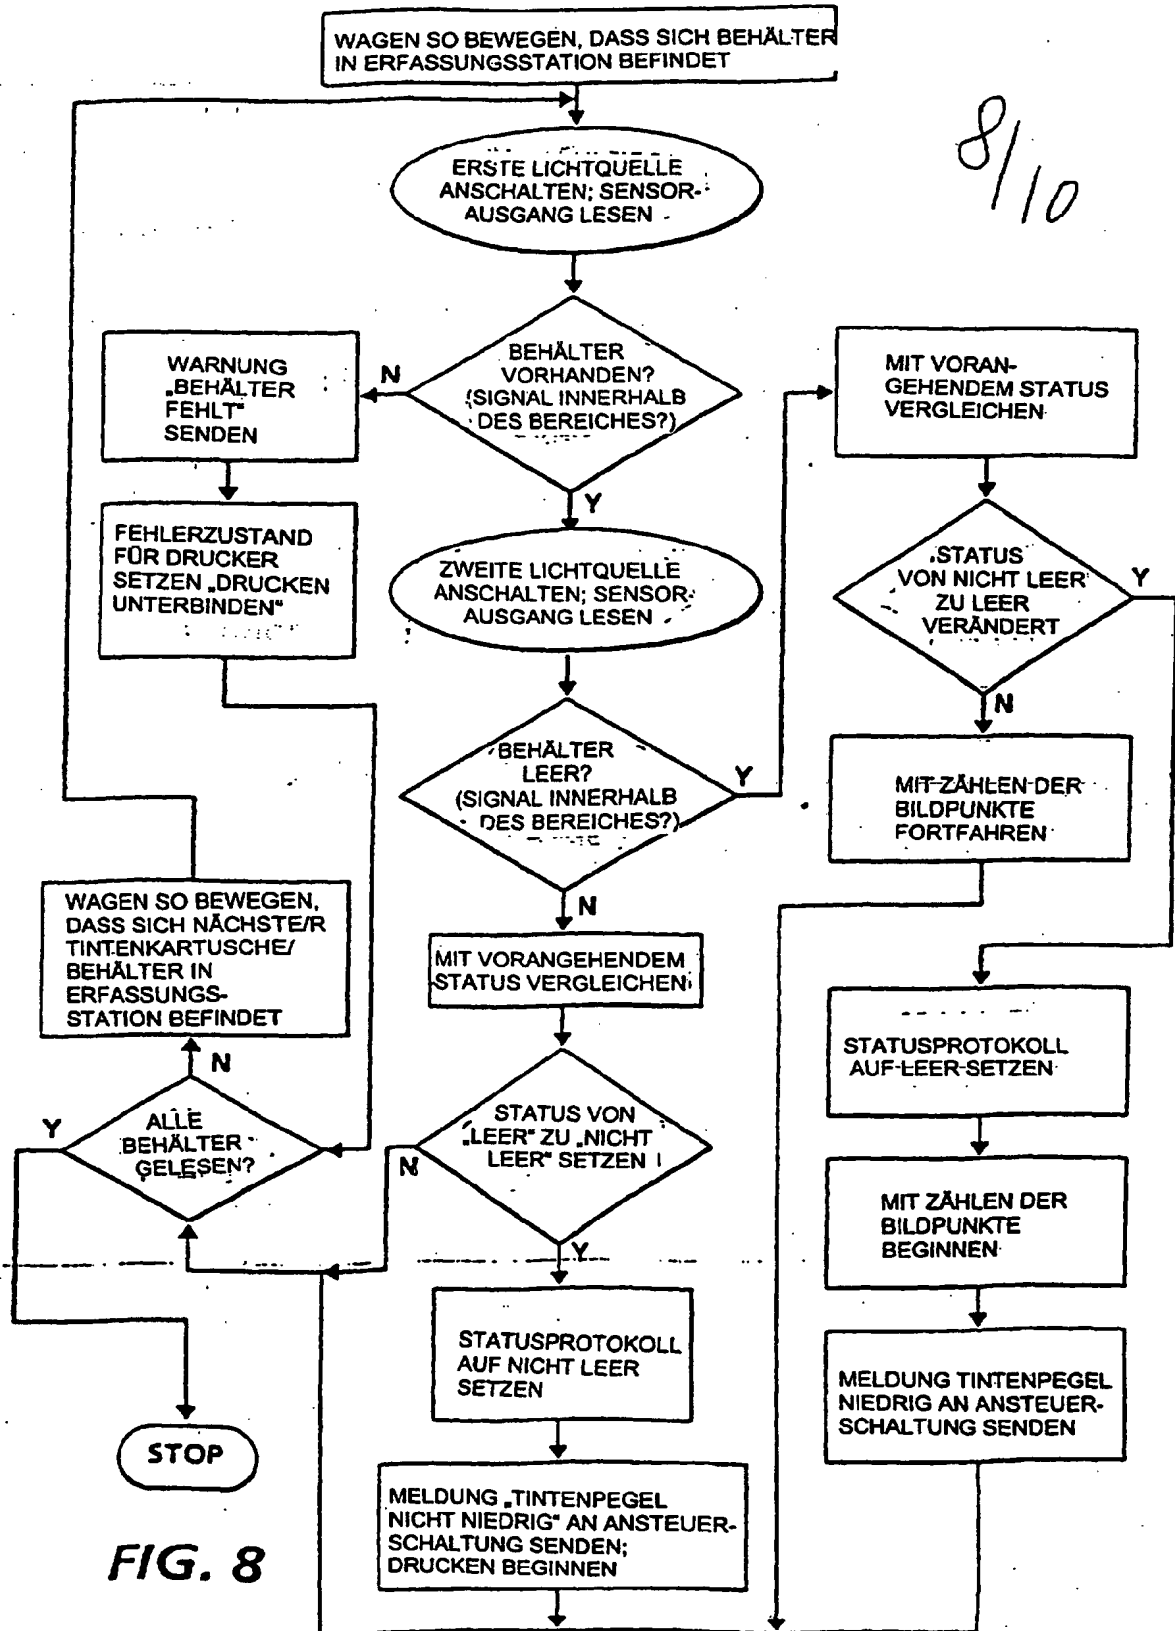 WAGEN SO BEWEGEN, DASS SICH BEHÄLTER
IN ERFASSUNGSSTATION BEFINDET
8/10
ERSTE LICHTQUELLE
ANSCHALTEN; SENSOR-
AUSGANG LESEN
BEHÄLTER
VORHANDEN?
(SIGNAL INNERHALB
DES BEREICHES?)
N
Y
WARNUNG
„BEHÄLTER
FEHLT“
SENDEN
FEHLERZUSTAND
FÜR DRUCKER
SETZEN „DRUCKEN
UNTERBINDEN“
ZWEITE LICHTQUELLE
ANSCHALTEN; SENSOR-
AUSGANG LESEN
BEHÄLTER
LEER?
(SIGNAL INNERHALB
DES BEREICHES?)
Y
N
MIT VORAN-
GEHENDEM STATUS
VERGLEICHEN
STATUS
VON NICHT LEER
ZU LEER
VERÄNDERT
Y
N
MIT ZÄHLEN DER
BILDPUNKTE
FORTFAHREN
STATUSPROTOKOLL
AUF LEER SETZEN
MIT ZÄHLEN DER
BILDPUNKTE
BEGINNEN
MELDUNG TINTENPEGEL
NIEDRIG AN ANSTEUER-
SCHALTUNG SENDEN
MIT VORANGEHENDEM
STATUS VERGLEICHEN
STATUS VON
„LEER“ ZU „NICHT
LEER“ SETZEN
N
Y
STATUSPROTOKOLL
AUF NICHT LEER
SETZEN
MELDUNG „TINTENPEGEL
NICHT NIEDRIG“ AN ANSTEUER-
SCHALTUNG SENDEN;
DRUCKEN BEGINNEN
WAGEN SO BEWEGEN,
DASS SICH NÄCHSTE/R
TINTENKARTUSCHE/
BEHÄLTER IN
ERFASSUNGS-
STATION BEFINDET
N
Y
ALLE
BEHÄLTER
GELESEN?
STOP
FIG. 8